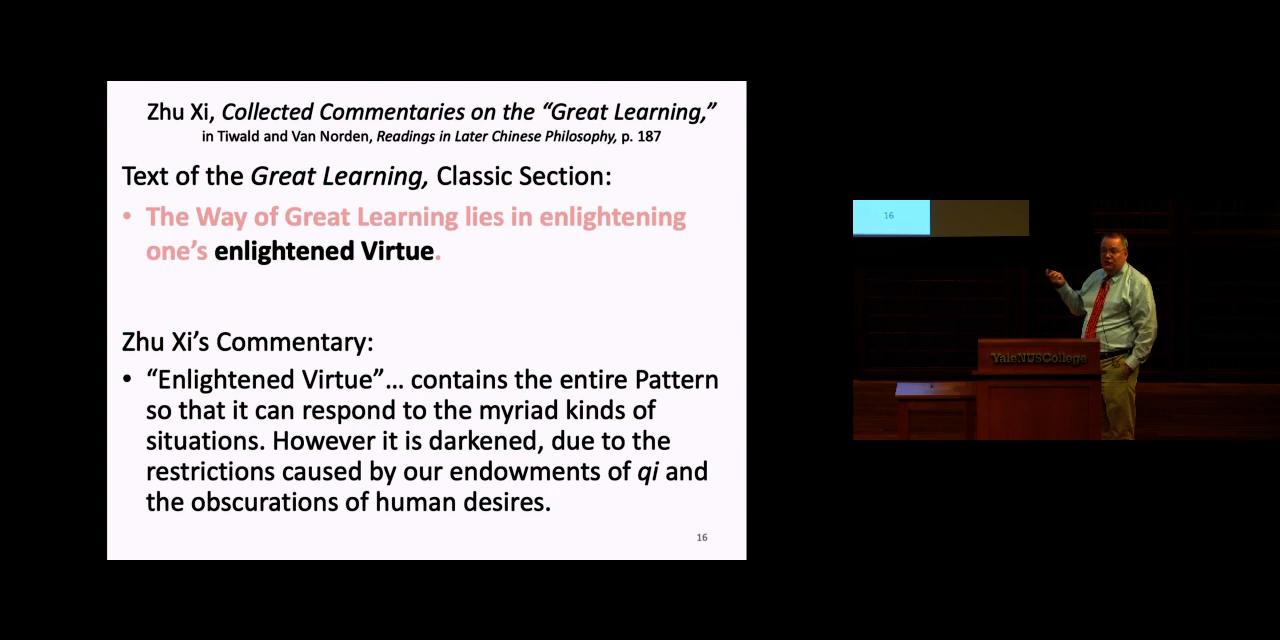 Zhu Xi, Collected Commentaries on the “Great Learning,”
in Tiwald and Van Norden, Readings in Later Chinese Philosophy, p. 187
Text of the Great Learning, Classic Section:
• The Way of Great Learning lies in enlightening
one’s enlightened Virtue.
Zhu Xi’s Commentary:
• “Enlightened Virtue”... contains the entire Pattern
so that it can respond to the myriad kinds of
situations. However it is darkened, due to the
restrictions caused by our endowments of qi and
the obscurations of human desires.
16
16
YaleNUSCollege